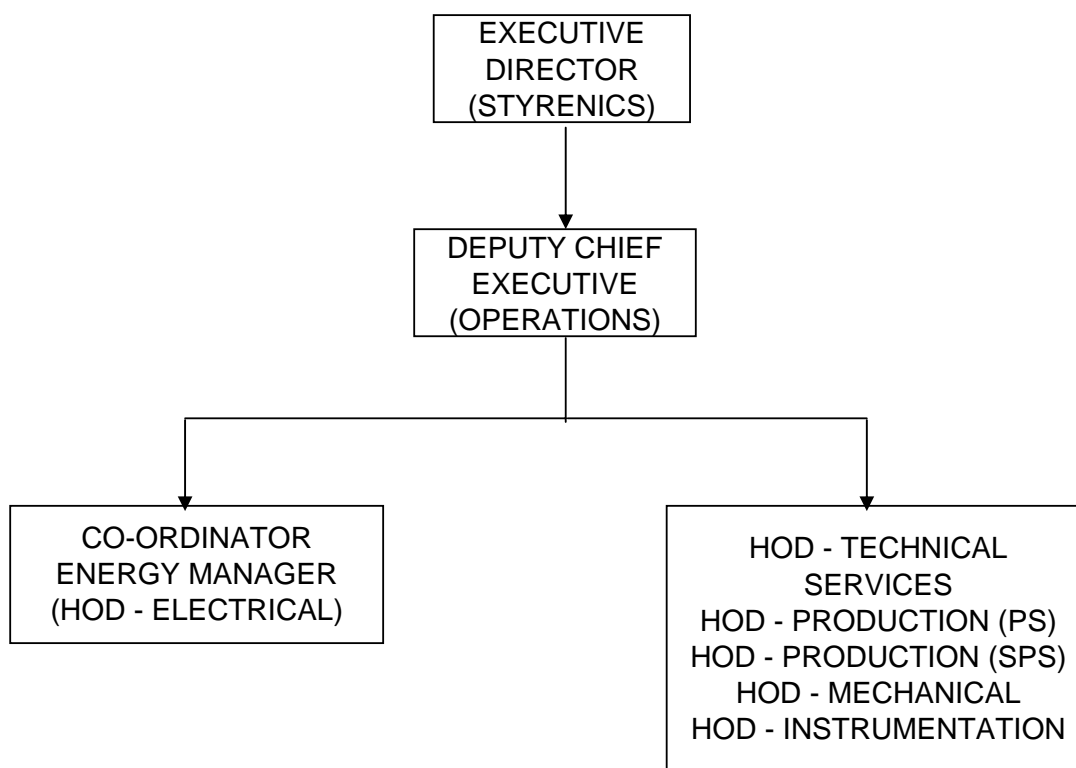 EXECUTIVE
DIRECTOR
(STYRENICS)
DEPUTY CHIEF
EXECUTIVE
(OPERATIONS)
CO-ORDINATOR
ENERGY MANAGER
(HOD - ELECTRICAL)
HOD - TECHNICAL
SERVICES
HOD - PRODUCTION (PS)
HOD - PRODUCTION (SPS)
HOD - MECHANICAL
HOD - INSTRUMENTATION